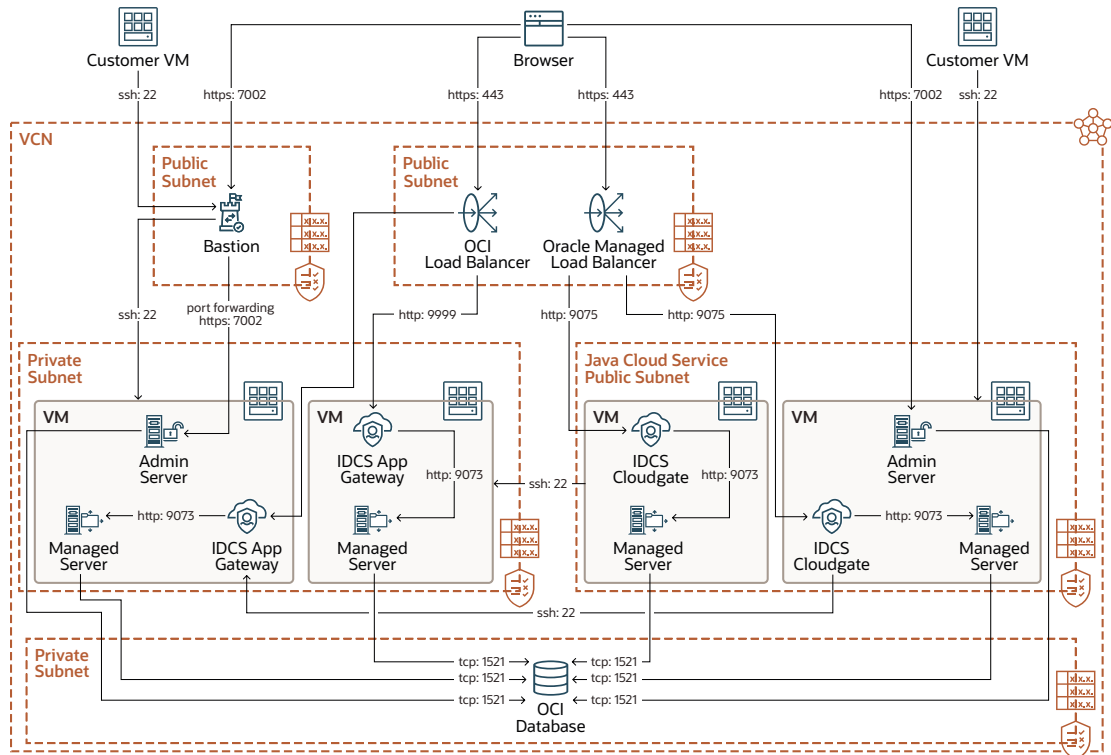 Customer VM
Browser
Customer VM
ssh: 22
https: 7002
https: 443
https: 443
https: 7002
ssh: 22
VCN
Public
Subnet
Public
Subnet
Bastion
OCI
Load Balancer
Oracle Managed
Load Balancer
ssh: 22
port forwarding
https: 7002
http: 9999
http: 9075
http: 9075
Private
Subnet
Java Cloud Service
Public Subnet
VM
VM
VM
VM
Admin
Server
IDCS App
Gateway
IDCS
Cloudgate
Admin
Server
http: 9073
http: 9073
ssh: 22
http: 9073
http: 9073
Managed
Server
IDCS App
Gateway
Managed
Server
Managed
Server
IDCS
Cloudgate
Managed
Server
ssh: 22
Private
Subnet
tcp: 1521
tcp: 1521
tcp: 1521
tcp: 1521
tcp: 1521
tcp: 1521
OCI
Database